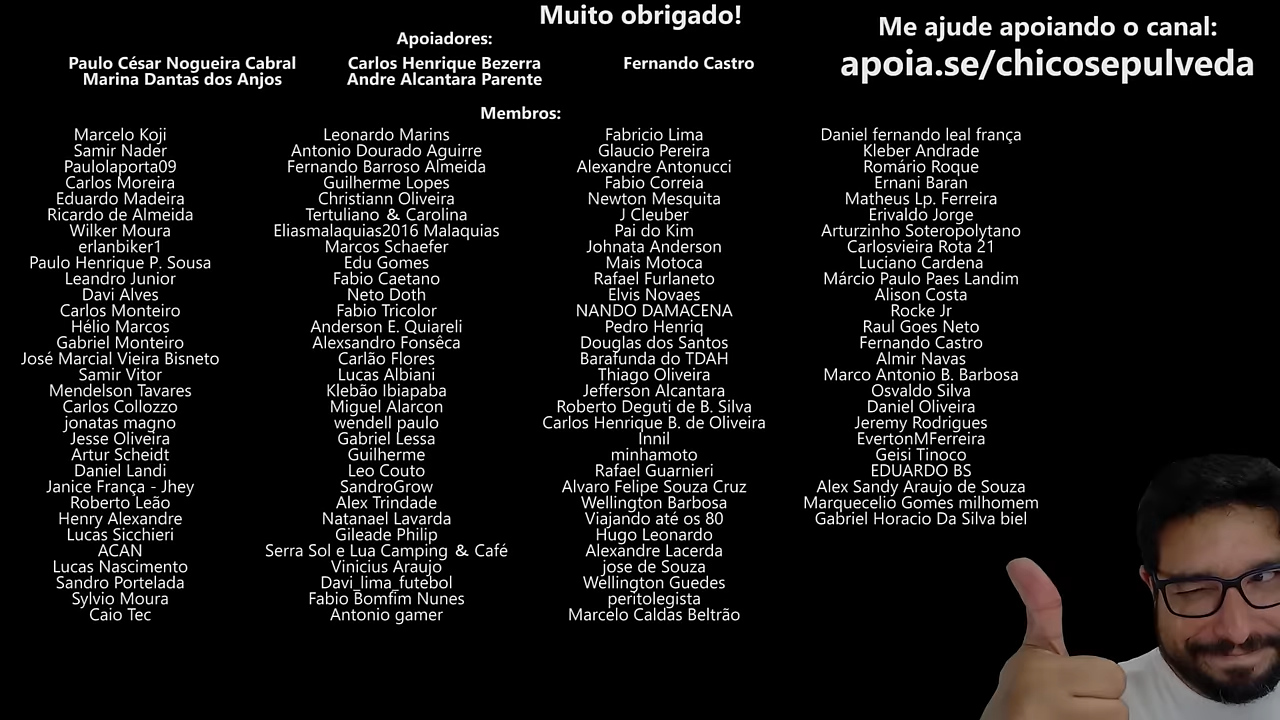 Muito obrigado!
Apoiadores:
Paulo César Nogueira Cabral
Marina Dantas dos Anjos
Carlos Henrique Bezerra
Andre Alcantara Parente
Fernando Castro
Me ajude apoiando o canal:
apoia.se/chicosepulveda
Membros:
Marcelo Koji
Samir Nader
Paulolaporta09
Carlos Moreira
Eduardo Madeira
Ricardo de Almeida
Wilker Moura
erlanbiker1
Paulo Henrique P. Sousa
Leandro Junior
Davi Alves
Carlos Monteiro
Hélio Marcos
Gabriel Monteiro
José Marcial Vieira Bisneto
Samir Vitor
Mendelson Tavares
Carlos Collozzo
jonatas magno
Jesse Oliveira
Artur Scheidt
Daniel Landi
Janice França - Jhey
Roberto Leão
Henry Alexandre
Lucas Sicchieri
ACAN
Lucas Nascimento
Sandro Portelada
Sylvio Moura
Caio Tec
Leonardo Marins
Antonio Dourado Aguirre
Fernando Barroso Almeida
Guilherme Lopes
Christiann Oliveira
Tertuliano & Carolina
Eliasmalaquias2016 Malaquias
Marcos Schaefer
Edu Gomes
Fabio Caetano
Neto Doth
Fabio Tricolor
Anderson E. Quiareli
Alexsandro Fonsêca
Carlão Flores
Lucas Albiani
Klebão Ibiapaba
Miguel Alarcon
wendell paulo
Gabriel Lessa
Guilherme
Leo Couto
SandroGrow
Alex Trindade
Natanael Lavarda
Gileade Philip
Serra Sol e Lua Camping & Café
Vinicius Araujo
Davi_lima_futebol
Fabio Bomfim Nunes
Antonio gamer
Fabricio Lima
Glaucio Pereira
Alexandre Antonucci
Fabio Correia
Newton Mesquita
J Cleuber
Pai do Kim
Johnata Anderson
Mais Motoca
Rafael Furlaneto
Elvis Novaes
NANDO DAMACENA
Pedro Henriq
Douglas dos Santos
Barafunda do TDAH
Thiago Oliveira
Jefferson Alcantara
Roberto Deguti de B. Silva
Carlos Henrique B. de Oliveira
Innil
minhamoto
Rafael Guarnieri
Alvaro Felipe Souza Cruz
Wellington Barbosa
Viajando até os 80
Hugo Leonardo
Alexandre Lacerda
jose de Souza
Wellington Guedes
peritolegista
Marcelo Caldas Beltrão
Daniel fernando leal frança
Kleber Andrade
Romário Roque
Ernani Baran
Matheus Lp. Ferreira
Erivaldo Jorge
Arturzinho Soteropolytano
Carlosvieira Rota 21
Luciano Cardena
Márcio Paulo Paes Landim
Alison Costa
Rocke Jr
Raul Goes Neto
Fernando Castro
Almir Navas
Marco Antonio B. Barbosa
Osvaldo Silva
Daniel Oliveira
Jeremy Rodrigues
EvertonMFerreira
Geisi Tinoco
EDUARDO BS
Alex Sandy Araujo de Souza
Marquecelio Gomes milhomem
Gabriel Horacio Da Silva biel